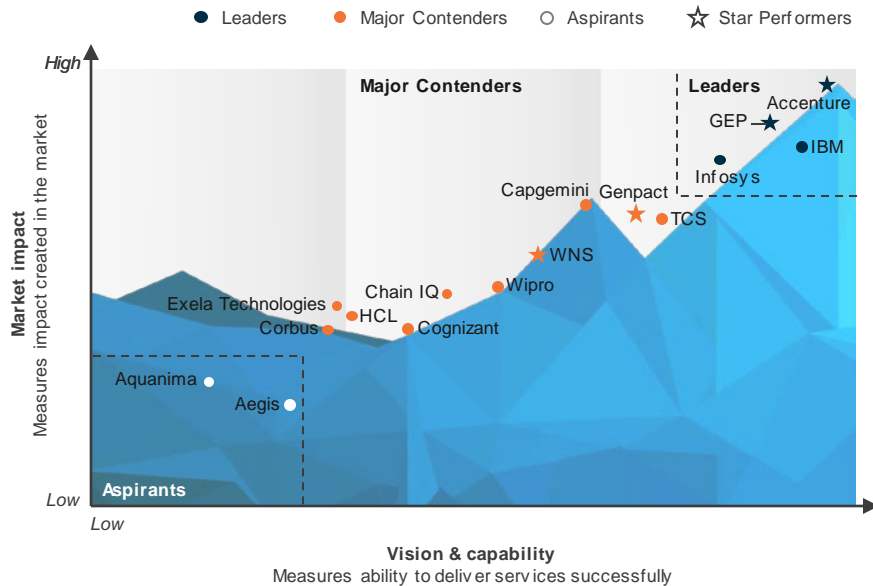 Leaders
Major Contenders
Aspirants
Star Performers
High
Major Contenders
Leaders
Accenture
GEP
IBM
Infosys
Capgemini
Genpact
TCS
WNS
Chain IQ
Wipro
Exela Technologies
HCL
Corbus
Cognizant
Aquanima
Aegis
Aspirants
Market impact
Measures impact created in the market
Low
Low
Vision & capability
Measures ability to deliver services successfully